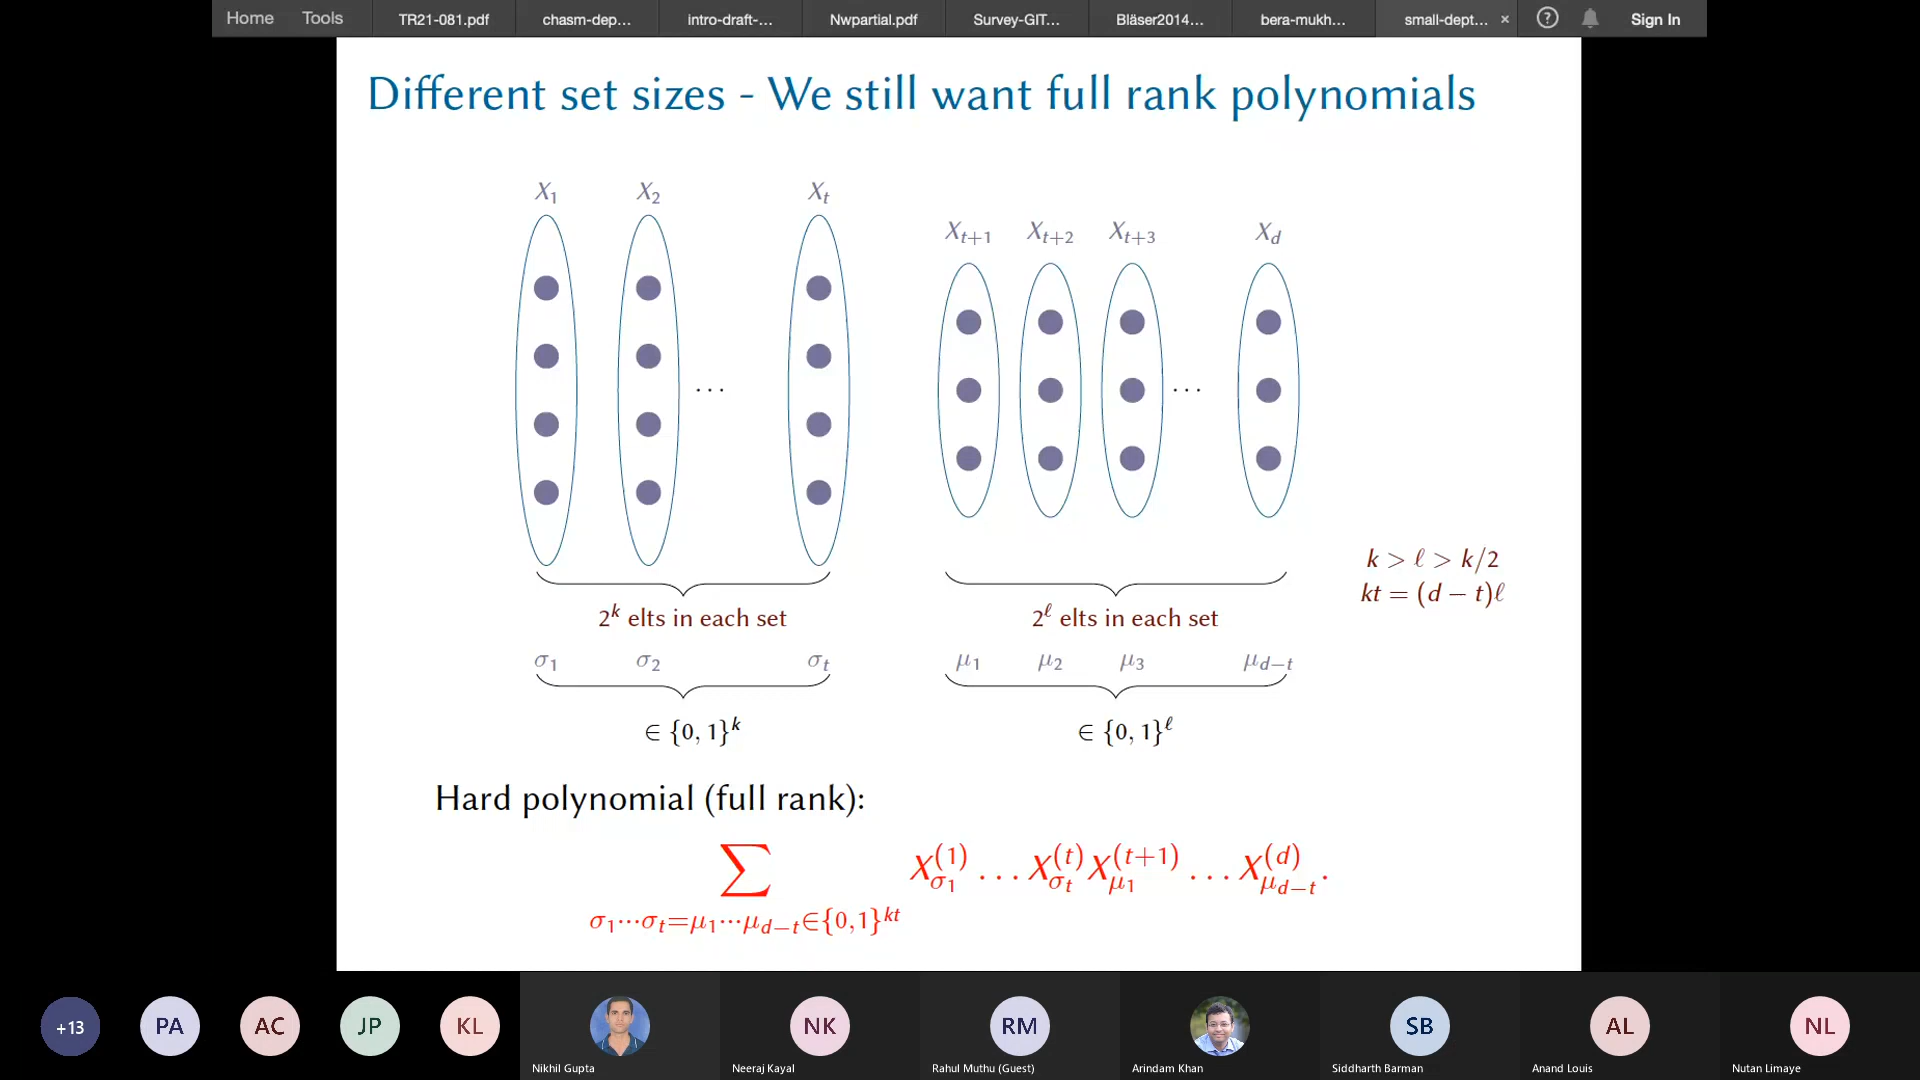 Home Tools TR21-081.pdf chasm-dep... intro-draft-... Nwpartial.pdf Survey-GIT... Bläser2014... bera-mukh... small-dept... × ? Sign In
Different set sizes - We still want full rank polynomials
X₁ X₂ Xₜ
Xₜ₊₁ Xₜ₊₂ Xₜ₊₃ X_d
... ...
k > ℓ > k/2
kt = (d − t)ℓ
2ᵏ elts in each set 2^ℓ elts in each set
σ₁ σ₂ σₜ μ₁ μ₂ μ₃ μ_{d−t}
∈ {0, 1}ᵏ ∈ {0, 1}^ℓ
Hard polynomial (full rank):
∑_{σ₁···σₜ=μ₁···μ_{d−t}∈{0,1}^{kt}} X^{(1)}_{σ₁} ... X^{(t)}_{σₜ} X^{(t+1)}_{μ₁} ... X^{(d)}_{μ_{d−t}}.
+13 PA AC JP KL NK RM SB AL NL
Nikhil Gupta Neeraj Kayal Rahul Muthu (Guest) Arindam Khan Siddharth Barman Anand Louis Nutan Limaye